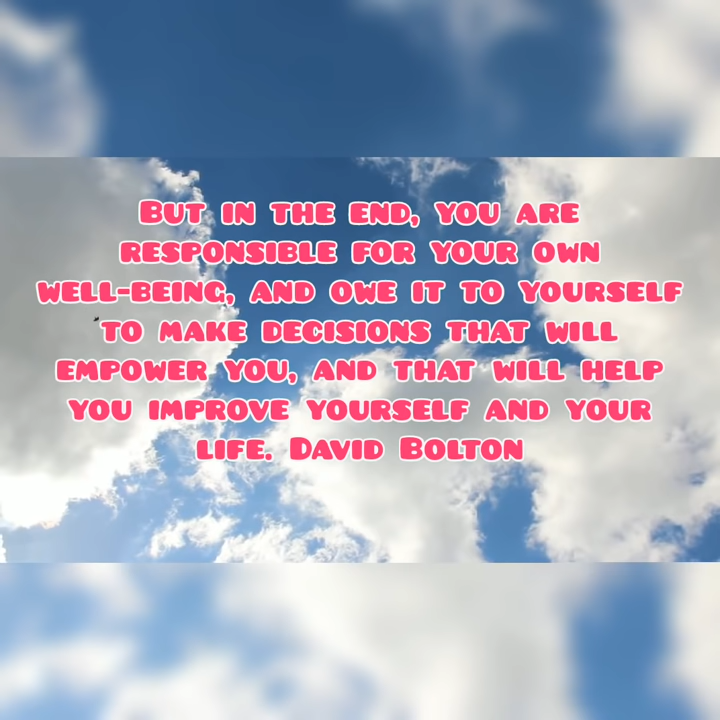 But in the end, you are
responsible for your own
well-being, and owe it to yourself
to make decisions that will
empower you, and that will help
you improve yourself and your
life. David Bolton